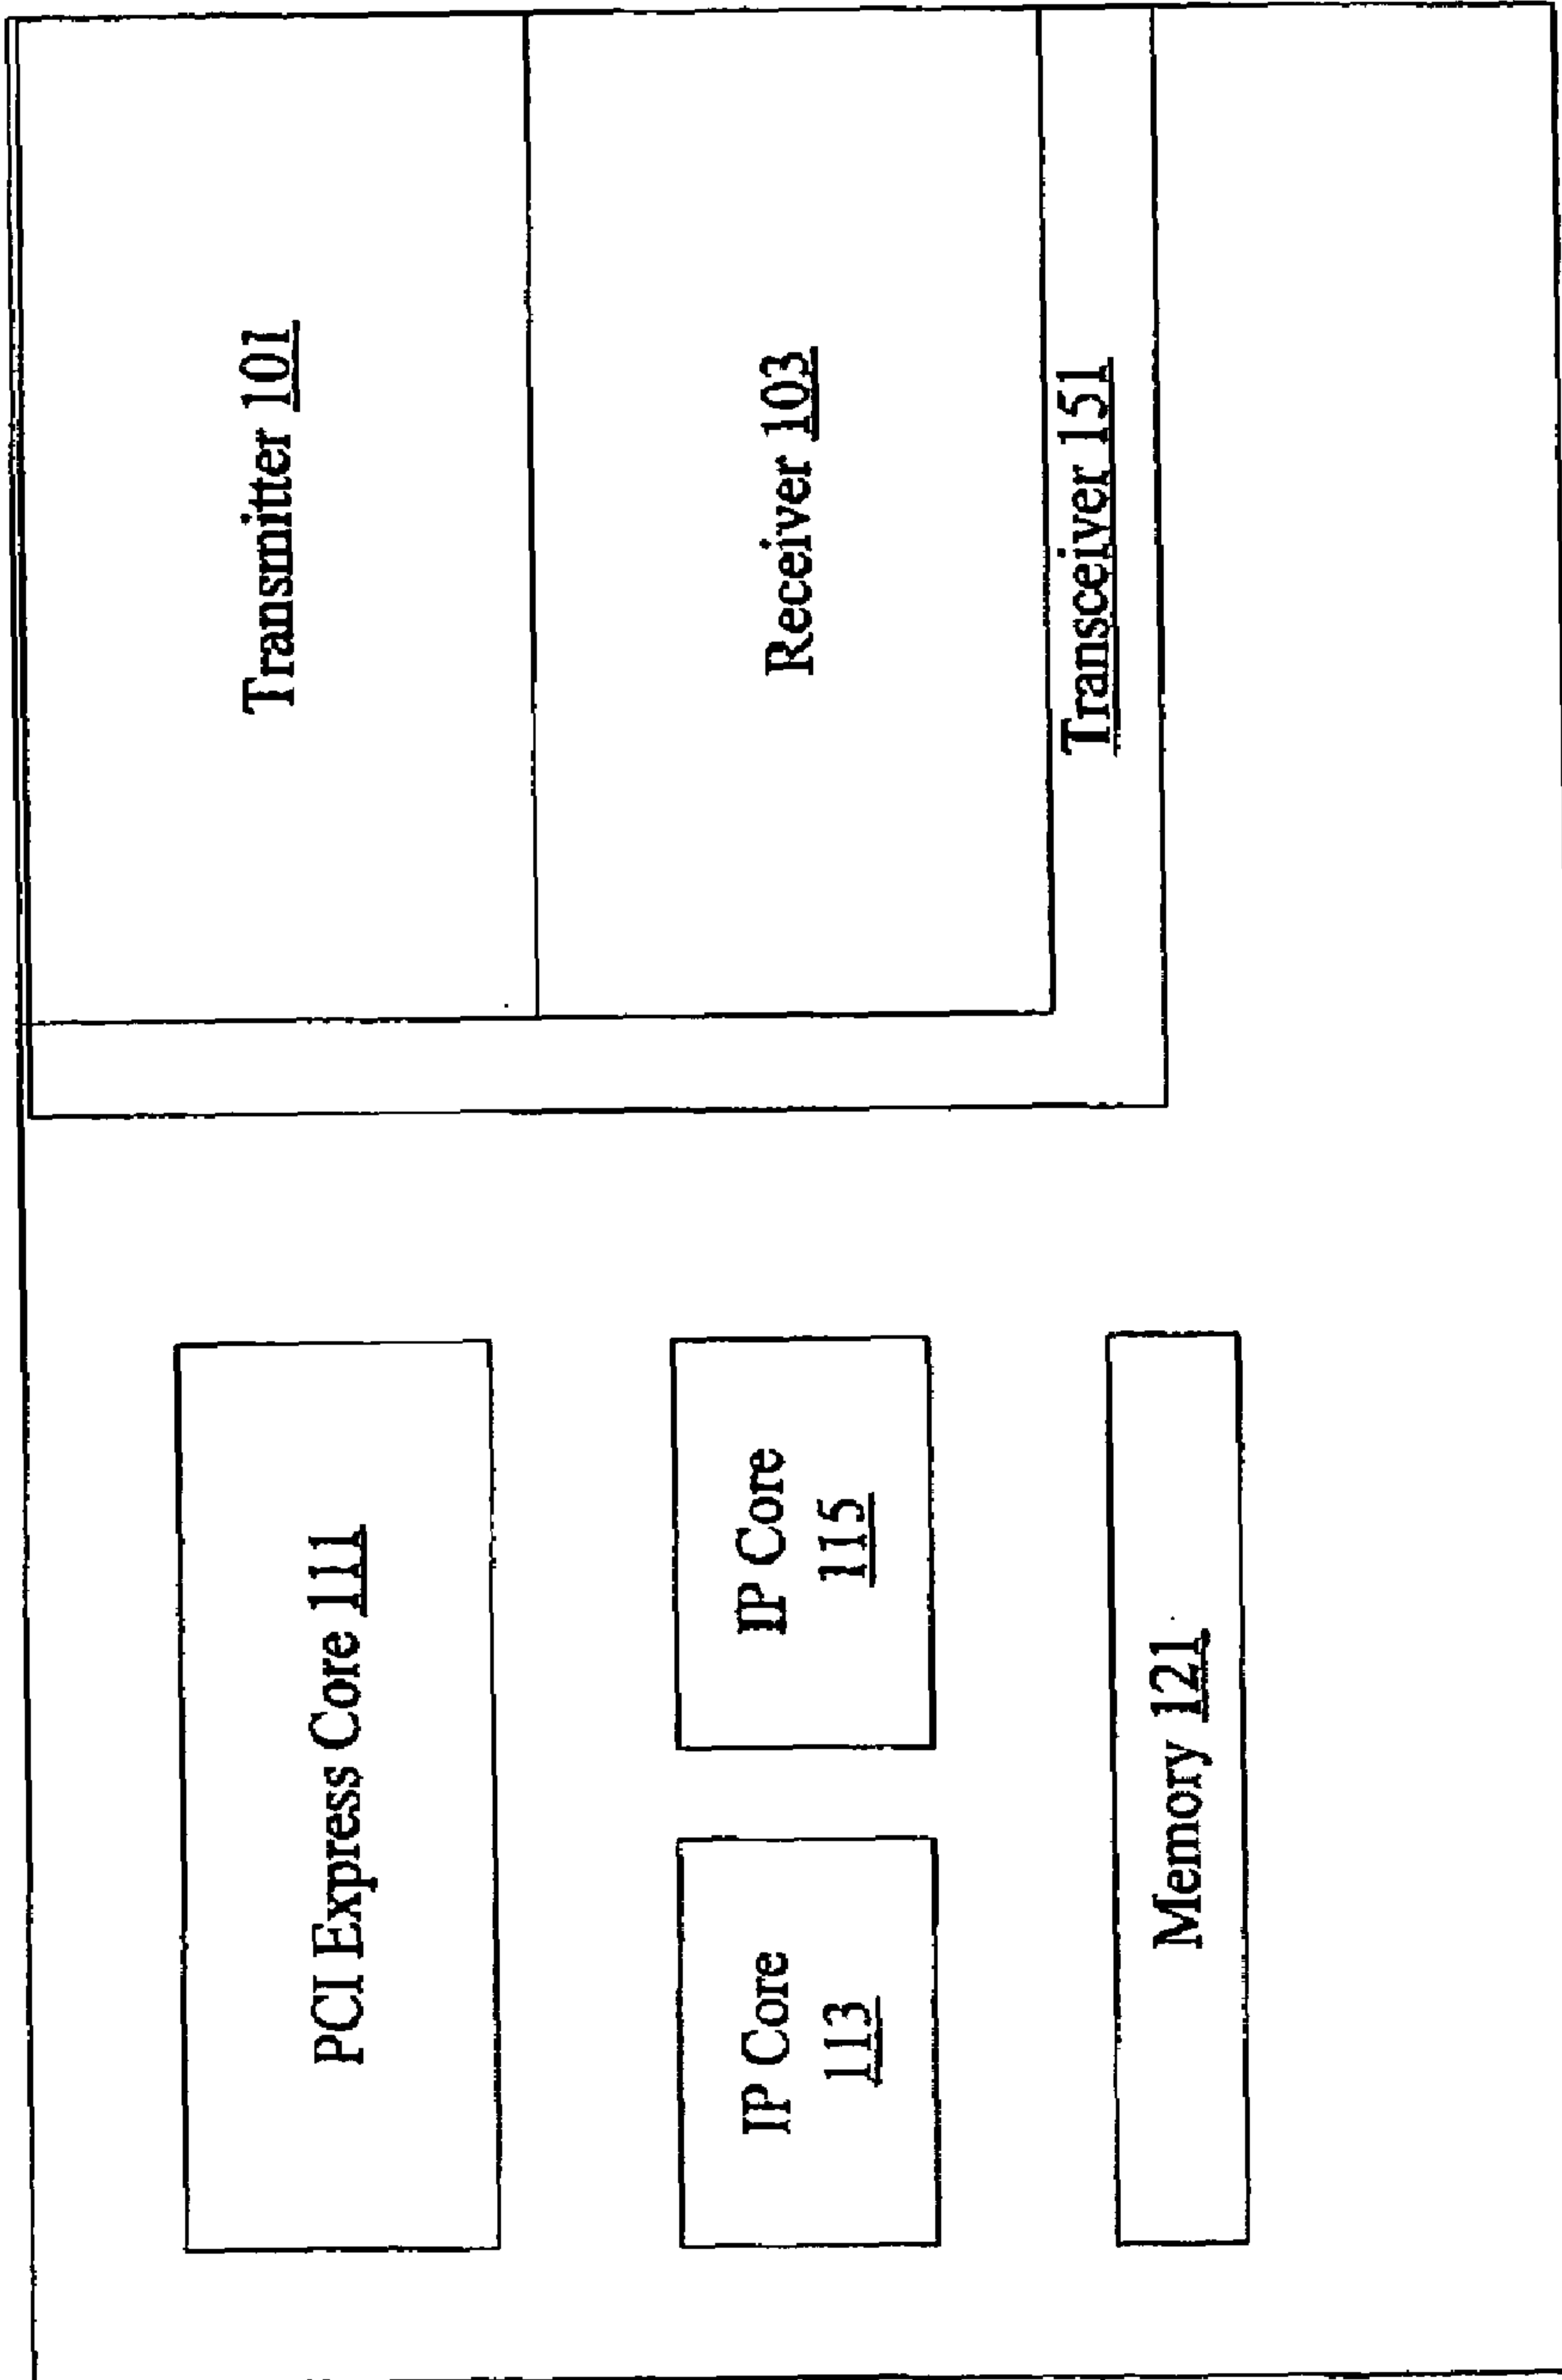 PCI Express Core 111
IP Core
113
IP Core
115
Memory 121
Transmitter 101
Receiver 103
Transceiver 151